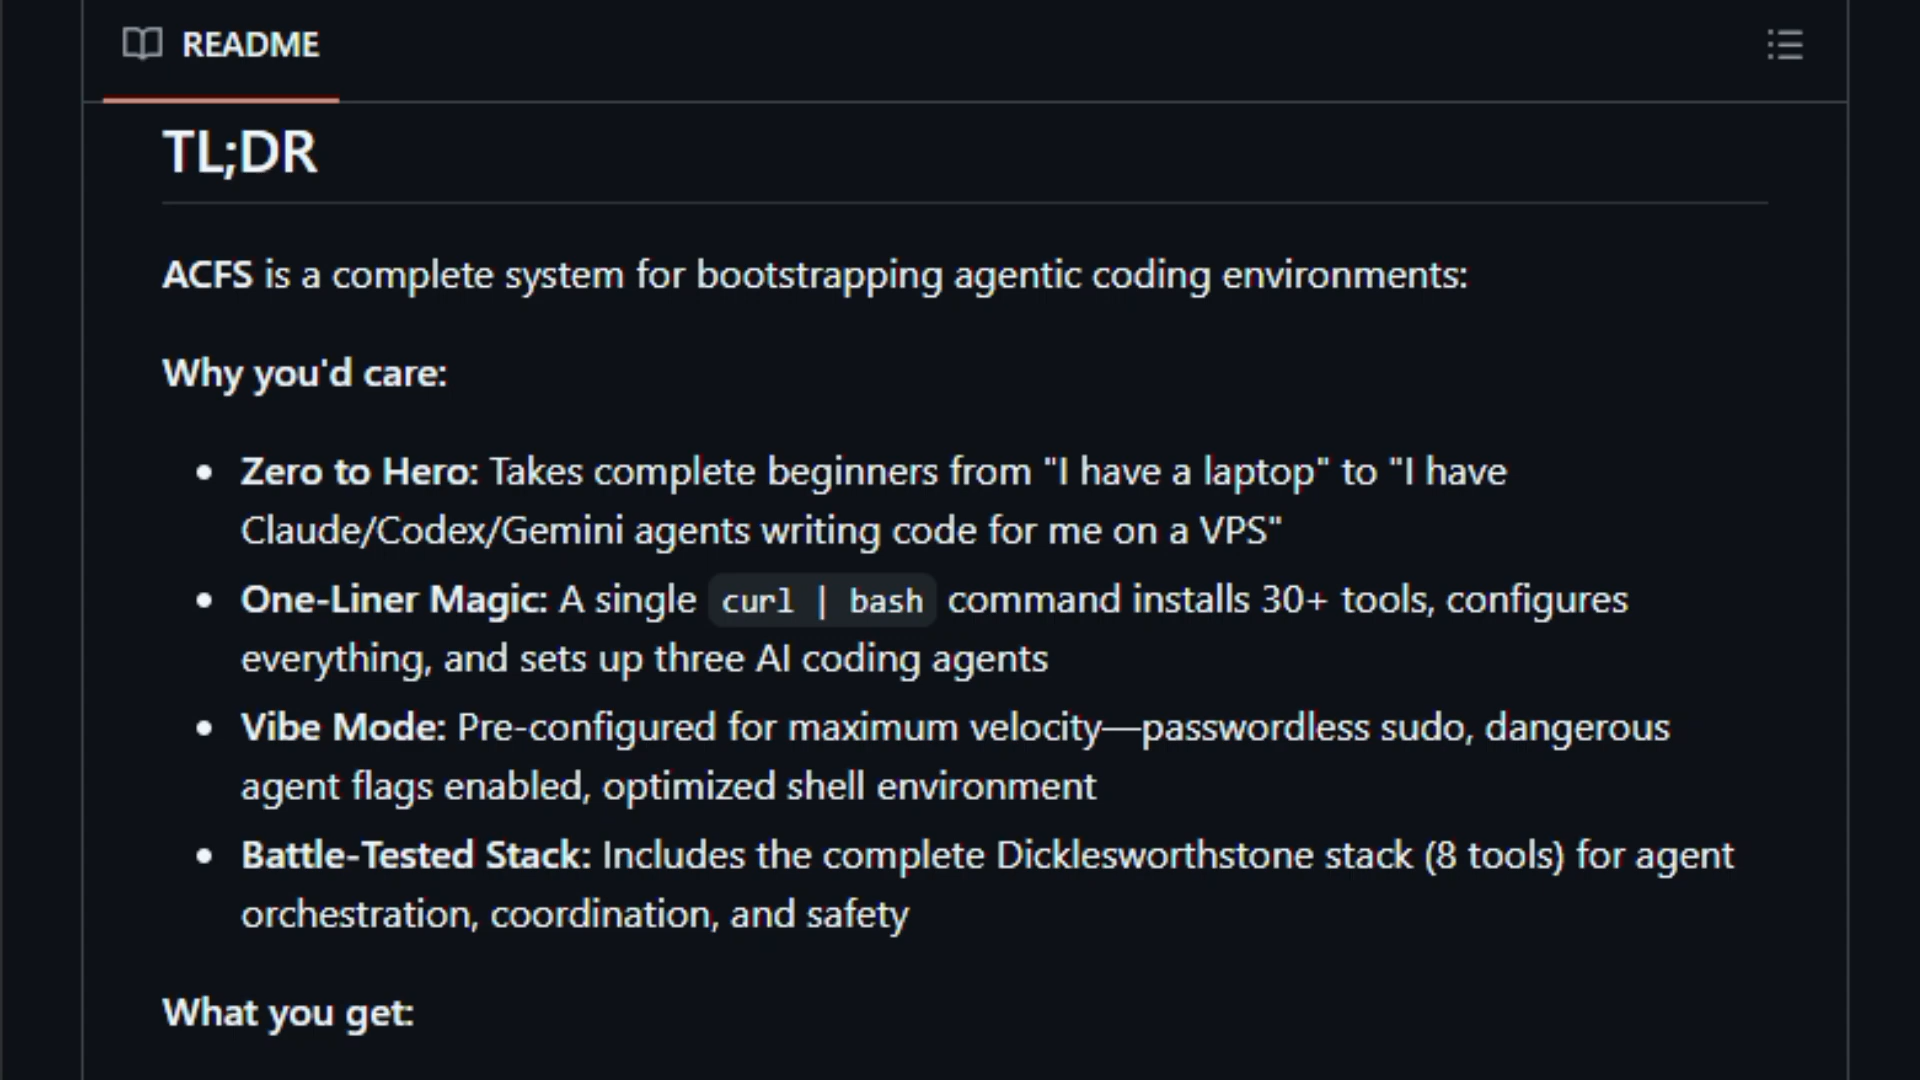 README
TL;DR
ACFS is a complete system for bootstrapping agentic coding environments:
Why you'd care:
Zero to Hero: Takes complete beginners from "I have a laptop" to "I have
Claude/Codex/Gemini agents writing code for me on a VPS"
One-Liner Magic: A single curl | bash command installs 30+ tools, configures
everything, and sets up three AI coding agents
Vibe Mode: Pre-configured for maximum velocity—passwordless sudo, dangerous
agent flags enabled, optimized shell environment
Battle-Tested Stack: Includes the complete Dicklesworthstone stack (8 tools) for agent
orchestration, coordination, and safety
What you get: